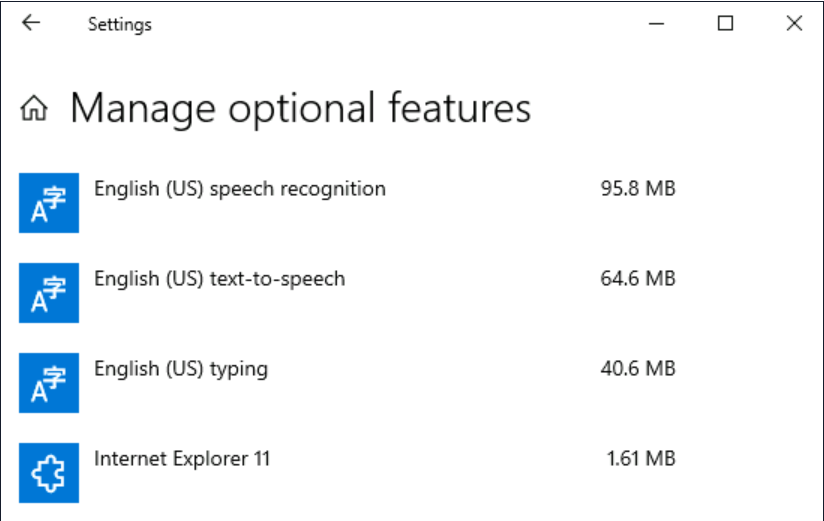 Settings
Manage optional features
A字 English (US) speech recognition 95.8 MB
A字 English (US) text-to-speech 64.6 MB
A字 English (US) typing 40.6 MB
Internet Explorer 11 1.61 MB